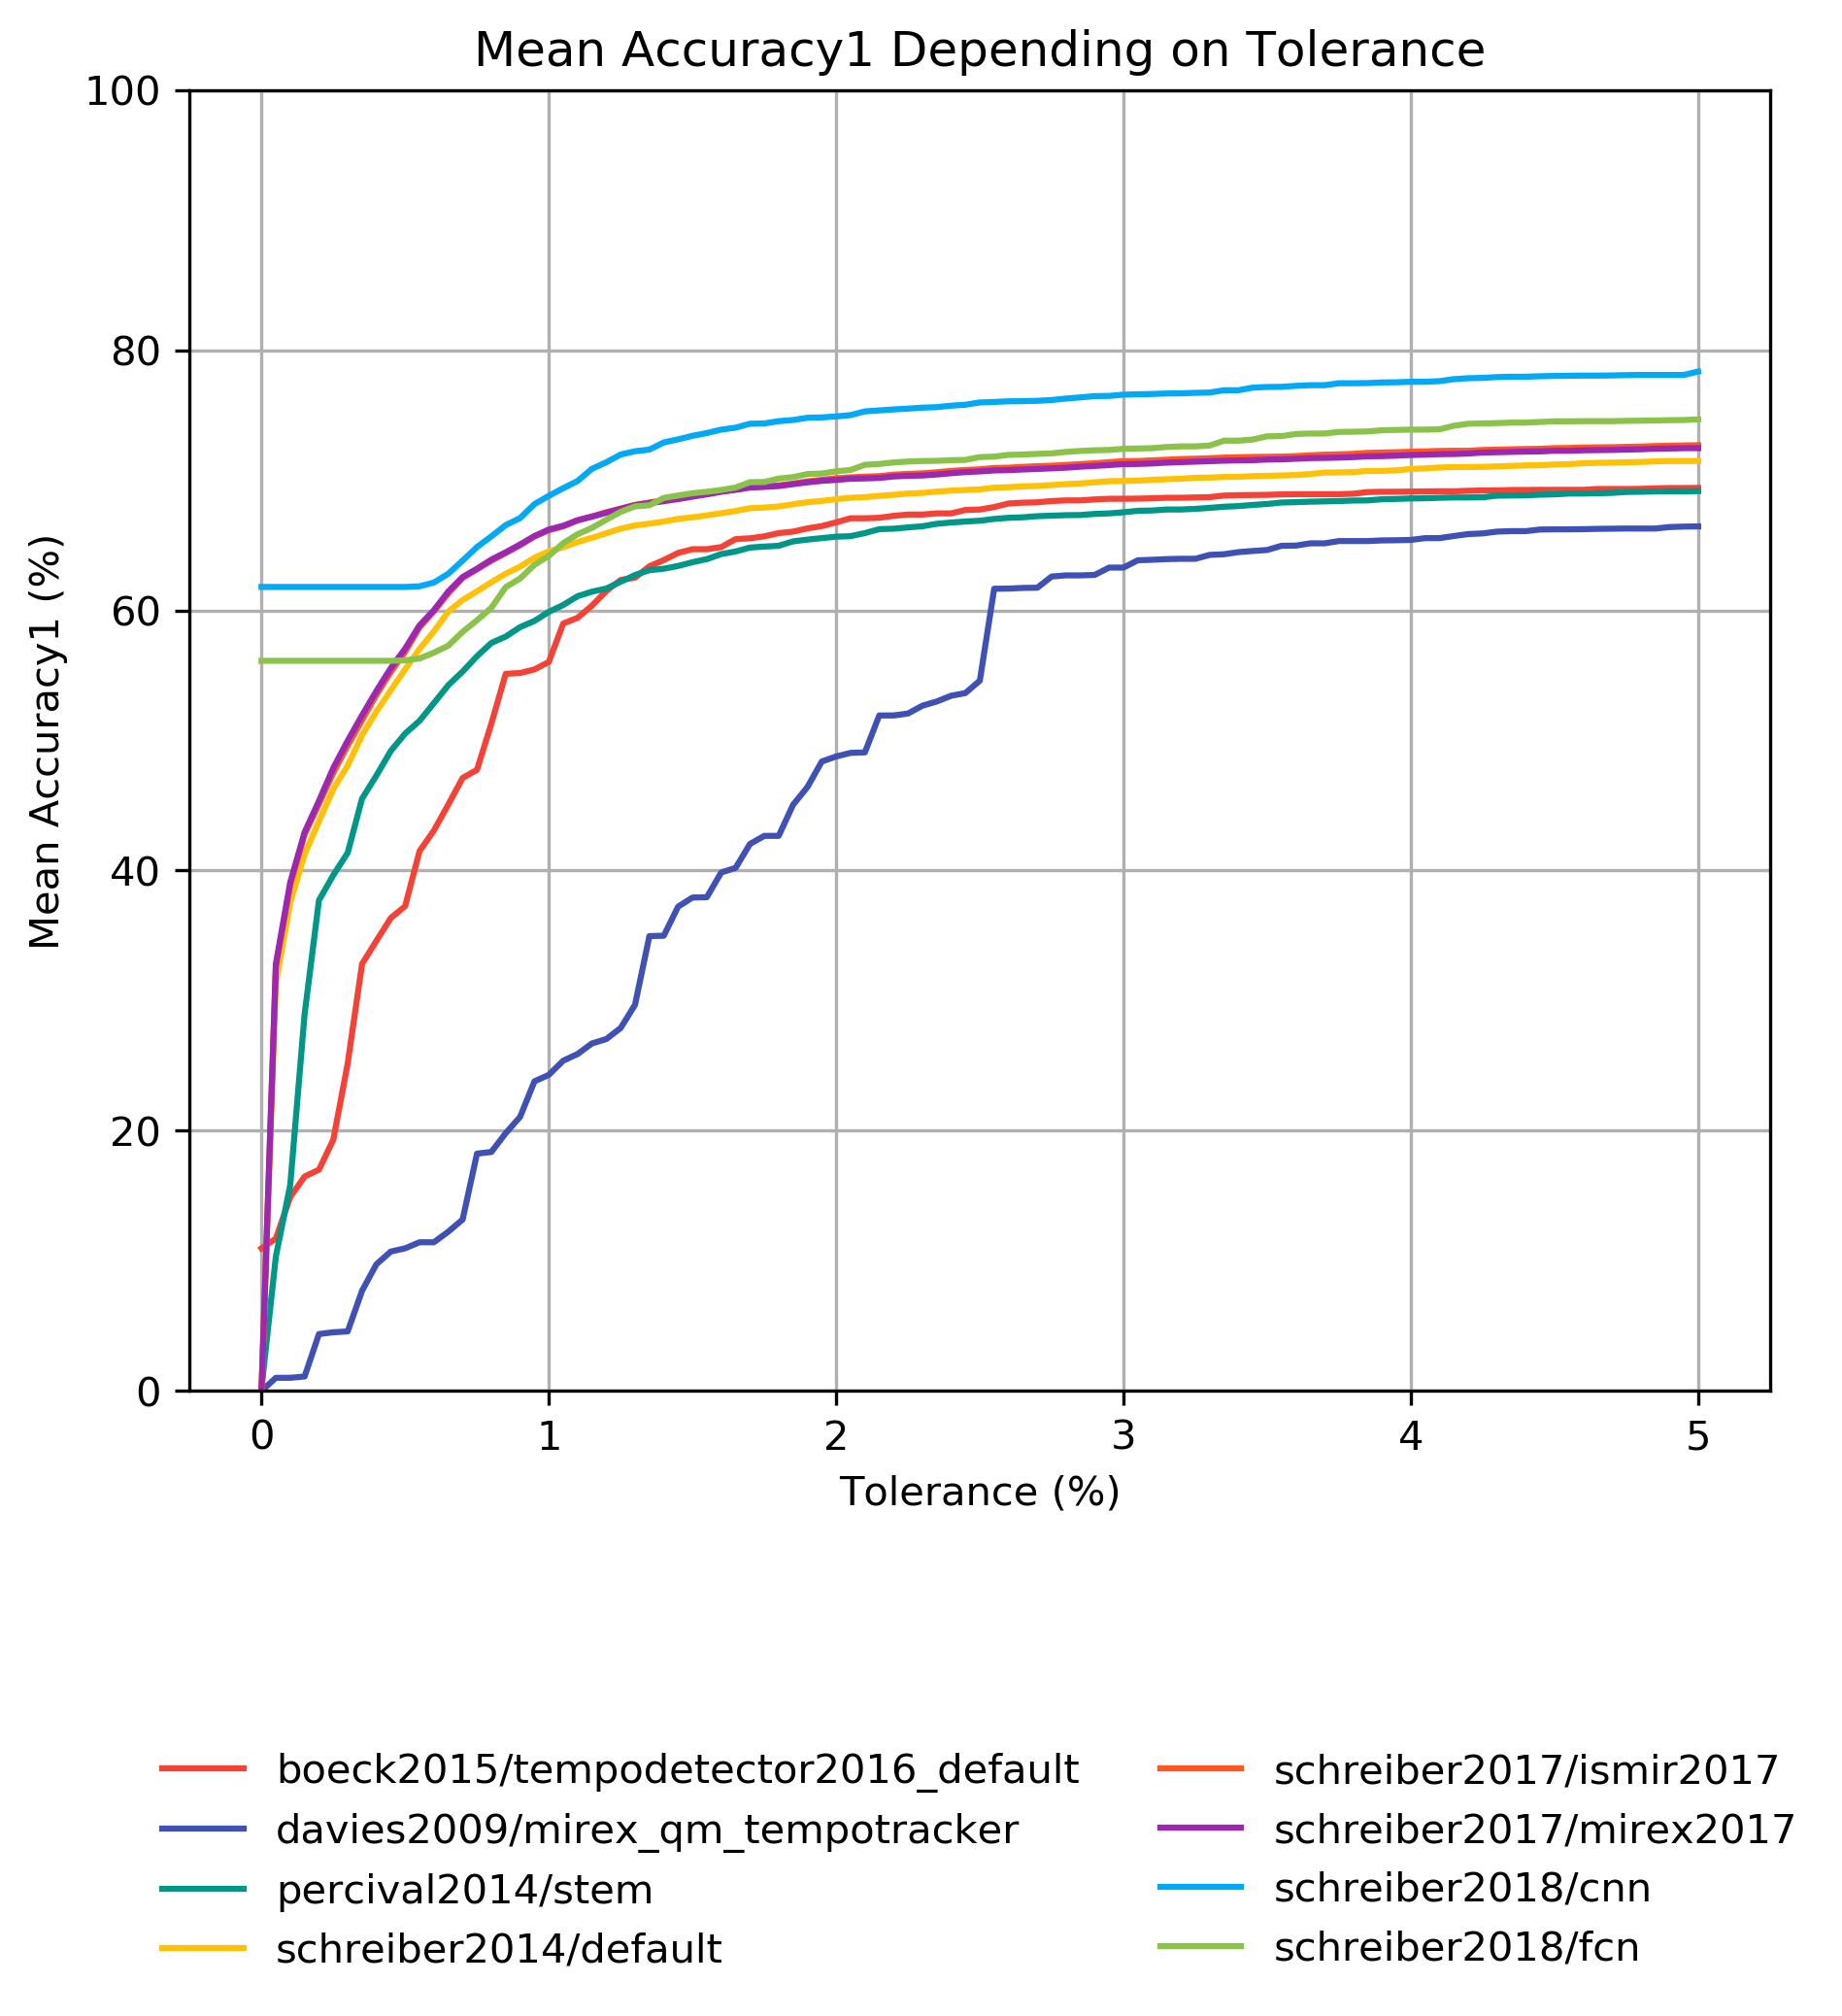 Mean Accuracy1 Depending on Tolerance
100
80
60
40
20
0
Mean Accuracy1 (%)
0 1 2 3 4 5
Tolerance (%)
boeck2015/tempodetector2016_default
davies2009/mirex_qm_tempotracker
percival2014/stem
schreiber2014/default
schreiber2017/ismir2017
schreiber2017/mirex2017
schreiber2018/cnn
schreiber2018/fcn